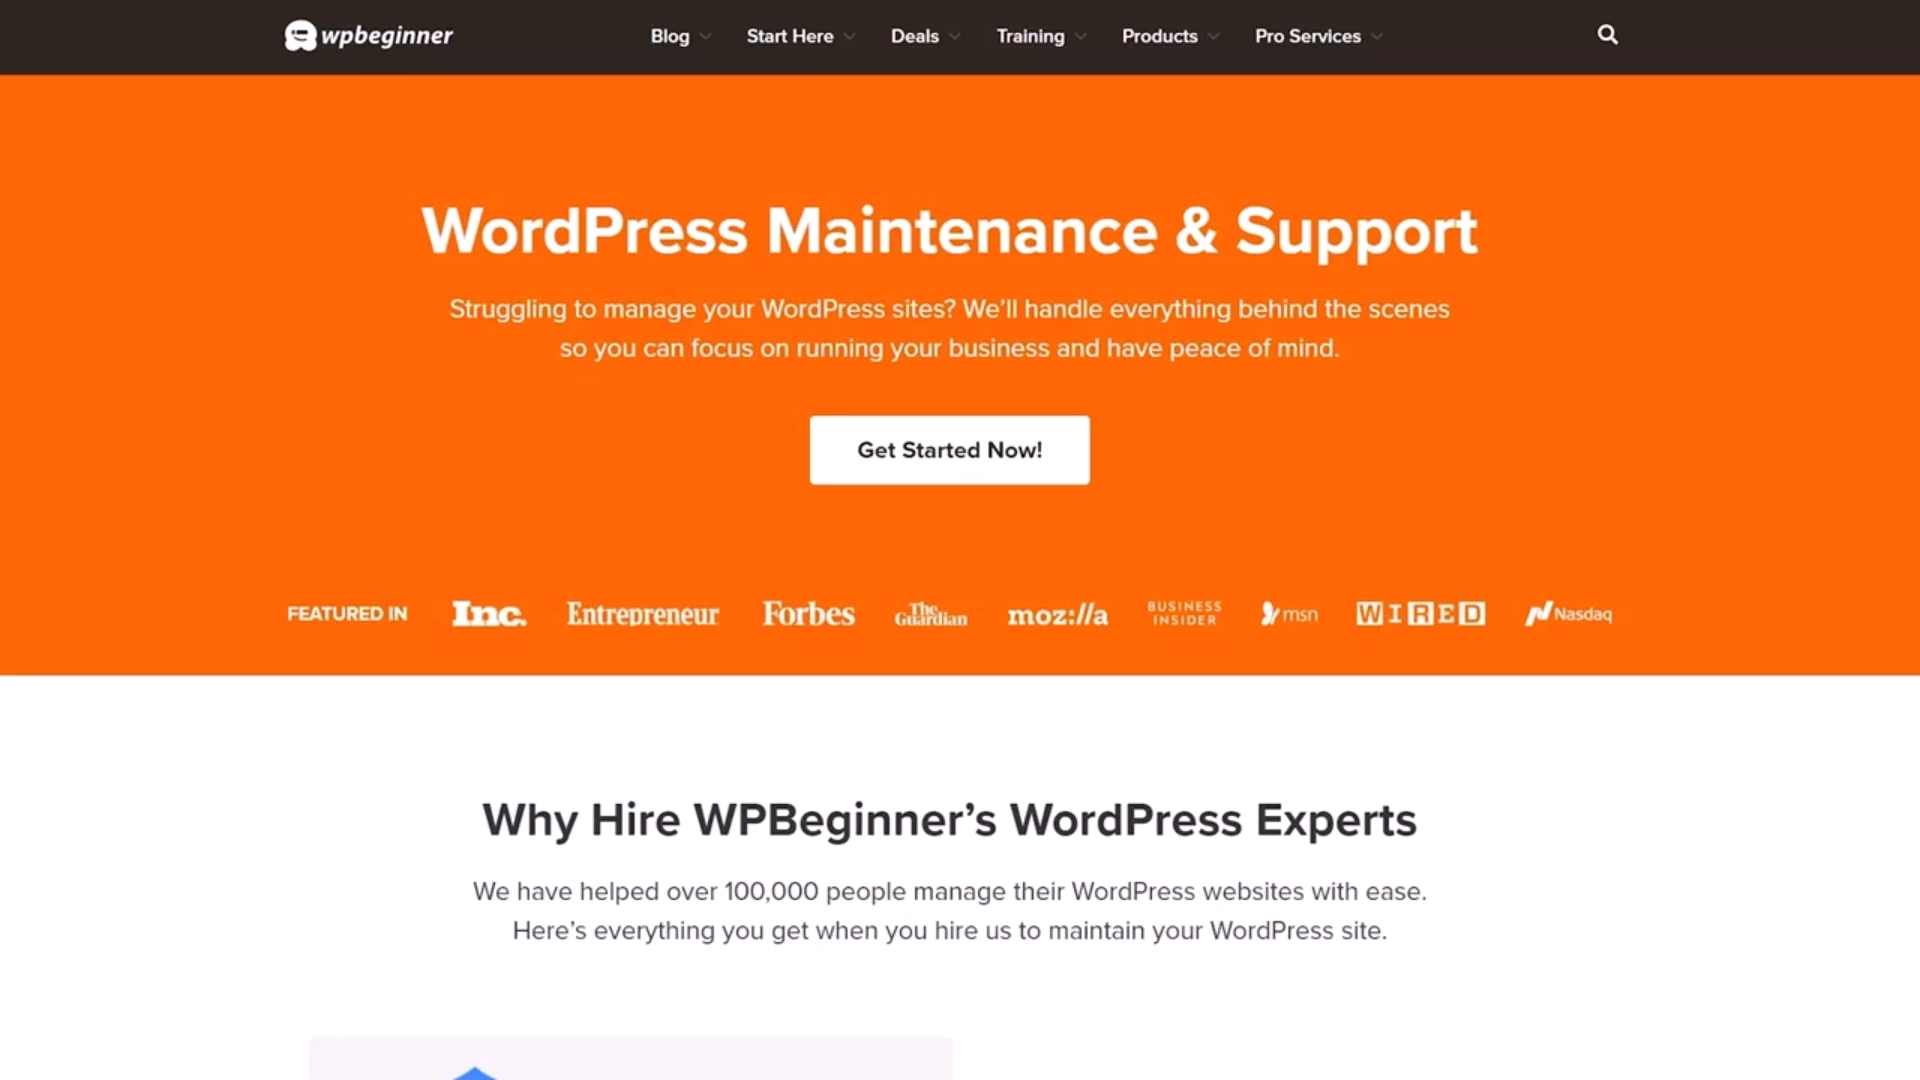 wpbeginner
Blog Start Here Deals Training Products Pro Services
WordPress Maintenance & Support
Struggling to manage your WordPress sites? We’ll handle everything behind the scenes
so you can focus on running your business and have peace of mind.
Get Started Now!
FEATURED IN Inc. Entrepreneur Forbes The Guardian moz://a BUSINESS INSIDER msn WIRED Nasdaq
Why Hire WPBeginner’s WordPress Experts
We have helped over 100,000 people manage their WordPress websites with ease.
Here’s everything you get when you hire us to maintain your WordPress site.